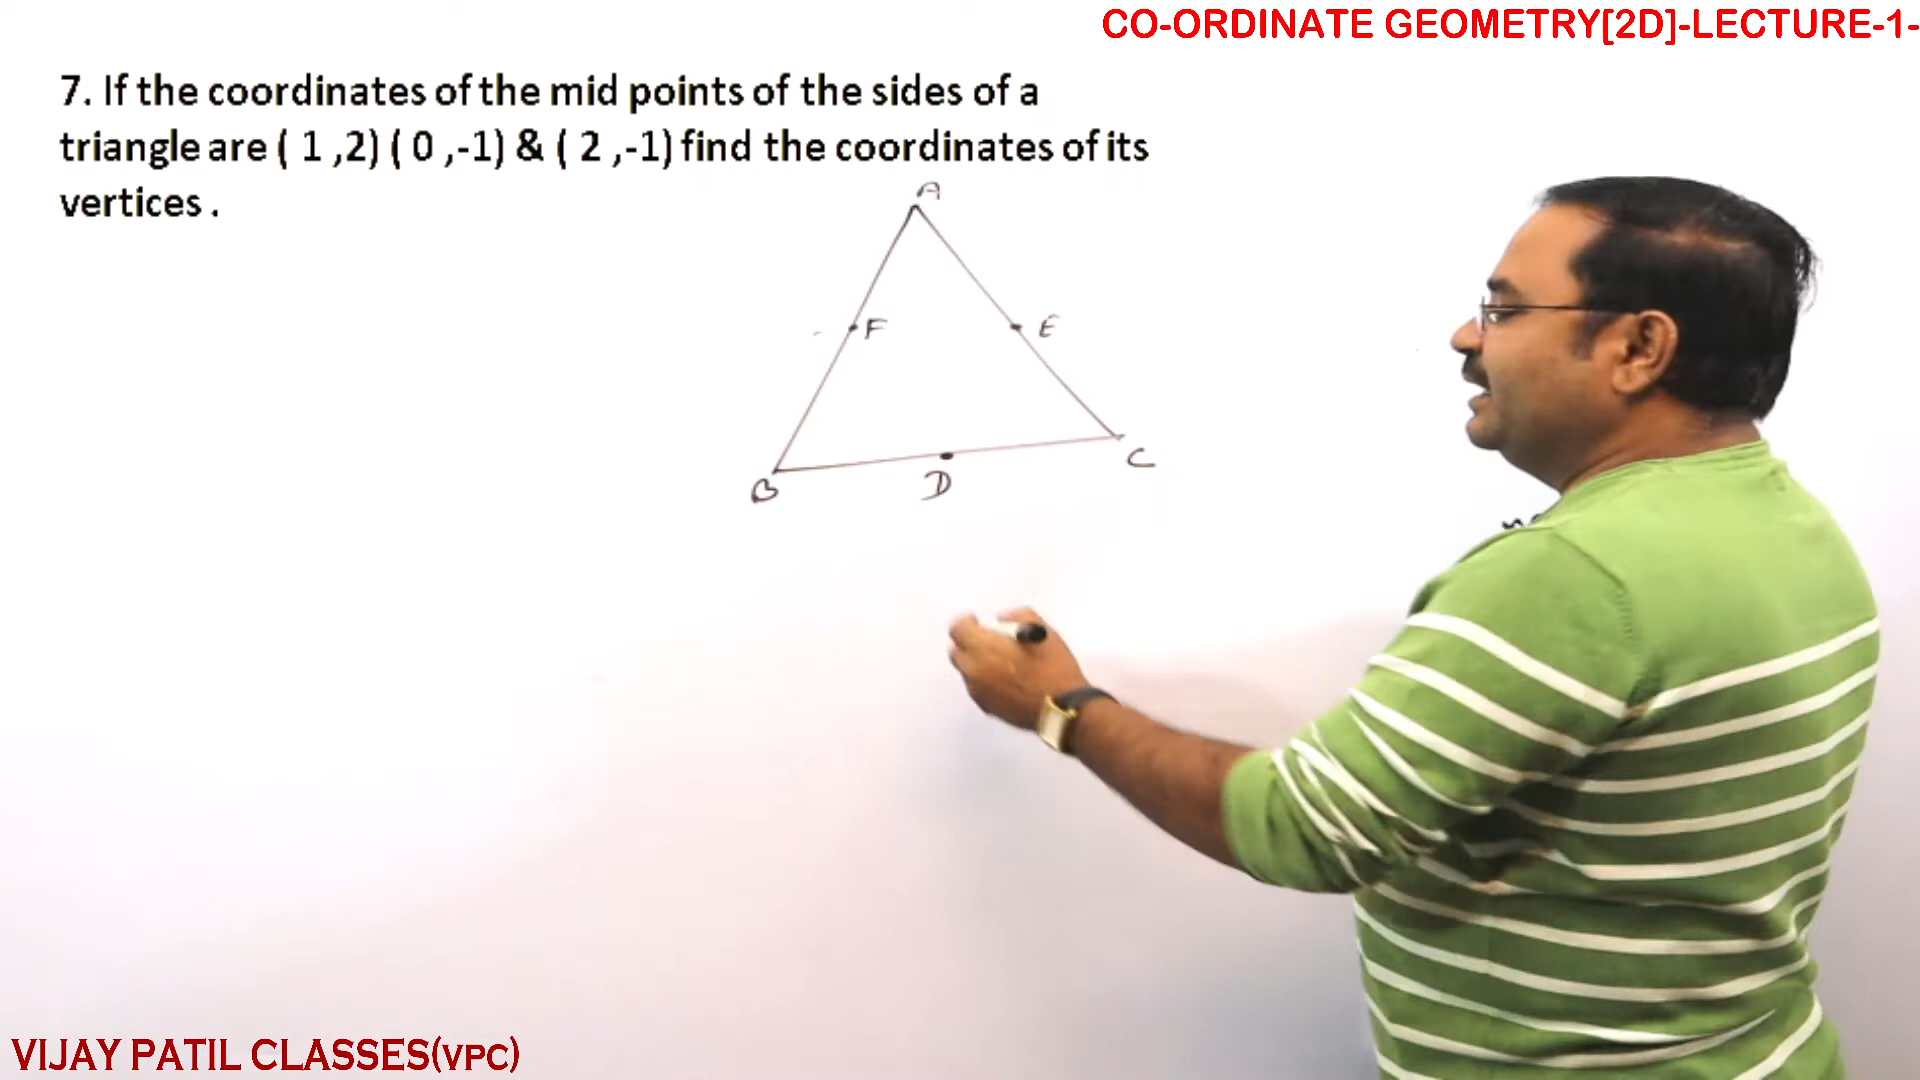 CO-ORDINATE GEOMETRY[2D]-LECTURE-1-
7. If the coordinates of the mid points of the sides of a
triangle are ( 1 ,2) ( 0 ,-1) & ( 2 ,-1) find the coordinates of its
vertices .
A
F
E
B
D
C
VIJAY PATIL CLASSES(VPC)